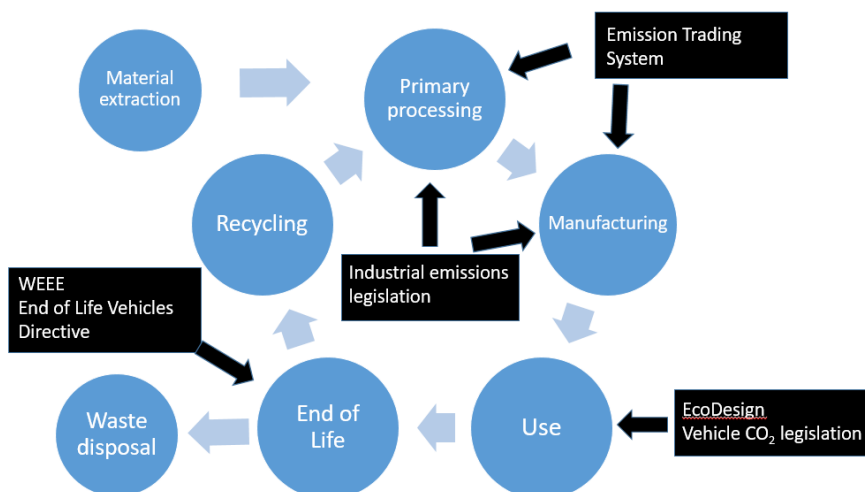 Material
extraction
Primary
processing
Emission Trading
System
Recycling
Manufacturing
Industrial emissions
legislation
WEEE
End of Life Vehicles
Directive
Waste
disposal
End of
Life
Use
EcoDesign
Vehicle CO₂ legislation